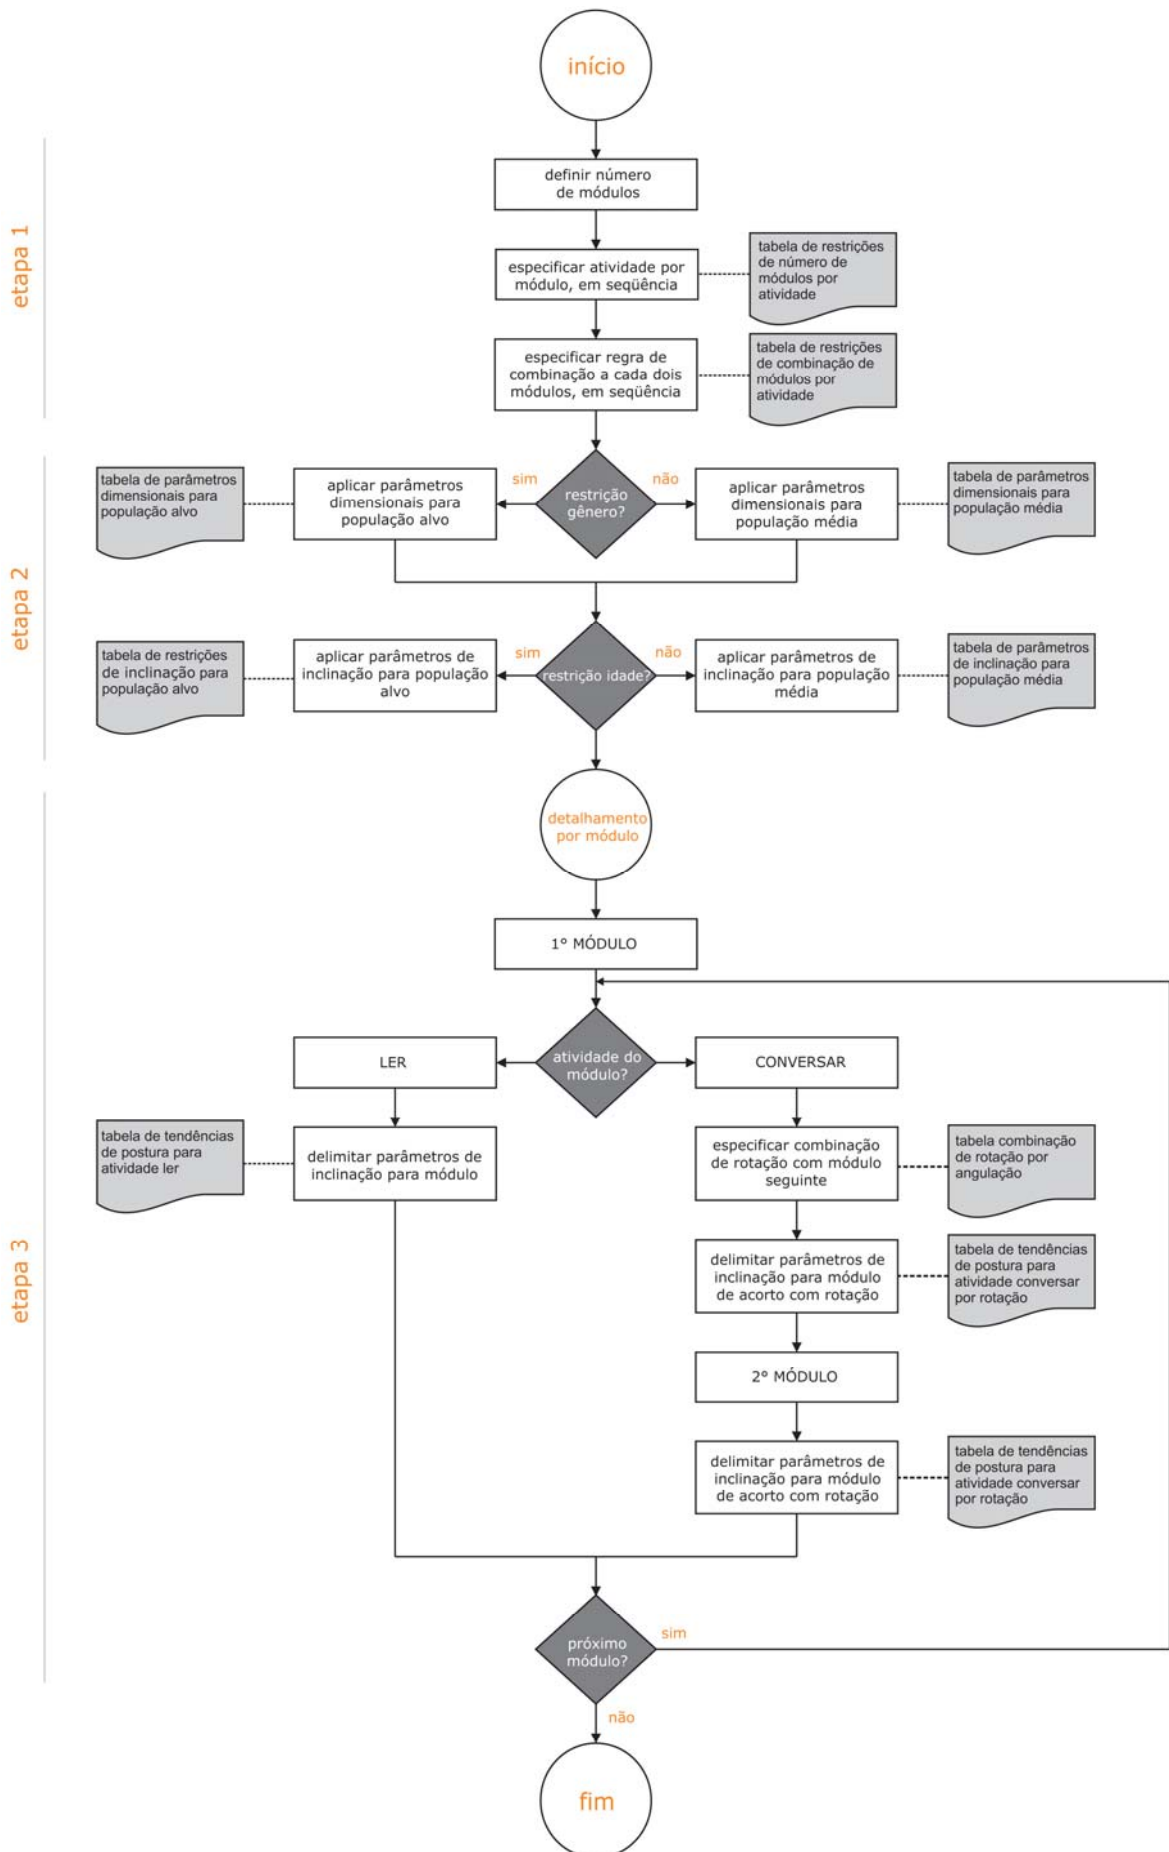 início
etapa 1
definir número
de módulos
especificar atividade por
módulo, em seqüência
tabela de restrições
de número de
módulos por
atividade
especificar regra de
combinação a cada dois
módulos, em seqüência
tabela de restrições
de combinação de
módulos por
atividade
etapa 2
tabela de parâmetros
dimensionais para
população alvo
aplicar parâmetros
dimensionais para
população alvo
sim
restrição
gênero?
não
aplicar parâmetros
dimensionais para
população média
tabela de parâmetros
dimensionais para
população média
tabela de restrições
de inclinação para
população alvo
aplicar parâmetros de
inclinação para população
alvo
sim
restrição idade?
não
aplicar parâmetros de
inclinação para população
média
tabela de parâmetros
de inclinação para
população média
etapa 3
detalhamento
por módulo
1º MÓDULO
atividade do
módulo?
LER
CONVERSAR
tabela de tendências
de postura para
atividade ler
delimitar parâmetros de
inclinação para módulo
especificar combinação
de rotação com módulo
seguinte
tabela combinação
de rotação por
angulação
delimitar parâmetros de
inclinação para módulo
de acorto com rotação
tabela de tendências
de postura para
atividade conversar
por rotação
2º MÓDULO
delimitar parâmetros de
inclinação para módulo
de acorto com rotação
tabela de tendências
de postura para
atividade conversar
por rotação
próximo
módulo?
sim
não
fim